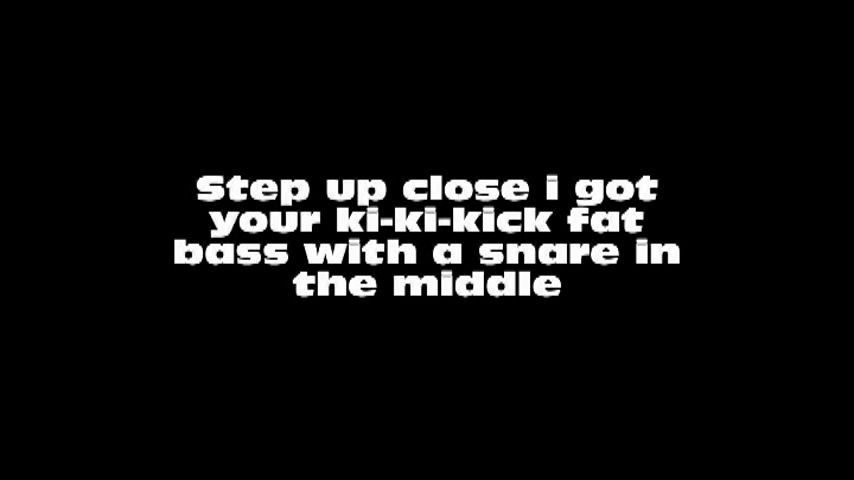 Step up close i got
your ki-ki-kick fat
bass with a snare in
the middle